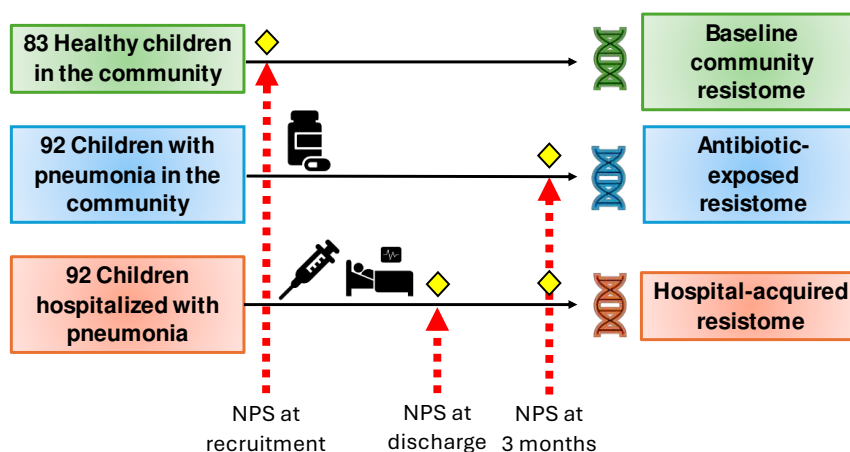 83 Healthy children
in the community
Baseline
community
resistome
92 Children with
pneumonia in the
community
Antibiotic-
exposed
resistome
92 Children
hospitalized with
pneumonia
Hospital-acquired
resistome
NPS at
recruitment
NPS at
discharge
NPS at
3 months